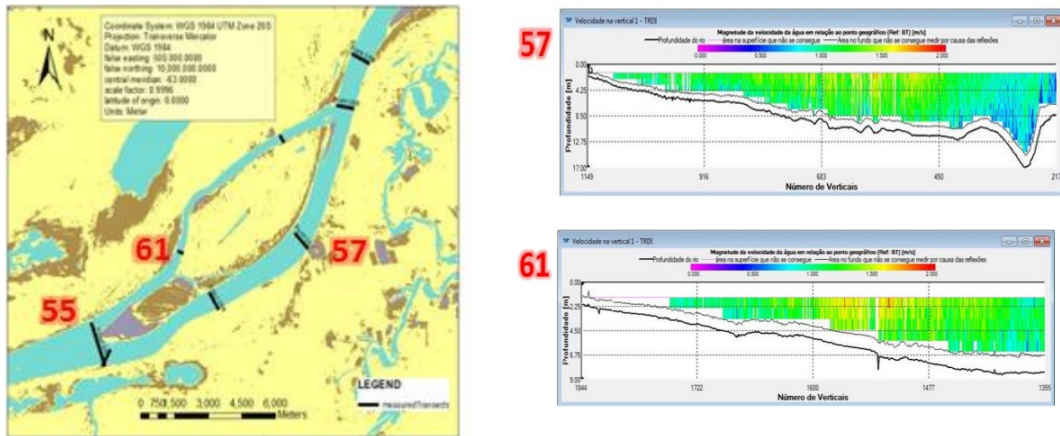 Coordinate System: WGS 1984 UTM Zone 20S
Projection: Transverse Mercator
Datum: WGS 1984
false easting: 500,000.0000
false northing: 10,000,000.0000
central meridian: -63.0000
scale factor: 0.9996
latitude of origin: 0.0000
Units: Meter
N
61
57
55
LEGEND
measuredTransects
0 750 1,500 3,000 4,500 6,000
Meters
57
Velocidade na vertical 1 - TRDI
Magnetude da velocidade da água em relação ao ponto geográfico (Ref: BT) [m/s]
Profundidade do rio área na superfície que não se consegue Área no fundo que não se consegue medir por causa das reflexões
0.000 0.500 1.000 1.500 2.000
Profundidade [m]
0.00
4.25
8.50
12.75
17.00
1149 916 683 450 217
Número de Verticais
61
Velocidade na vertical 1 - TRDI
Magnetude da velocidade da água em relação ao ponto geográfico (Ref: BT) [m/s]
Profundidade do rio área na superfície que não se consegue Área no fundo que não se consegue medir por causa das reflexões
0.000 0.500 1.000 1.500 2.000
Profundidade [m]
0.00
2.25
4.50
6.75
9.00
1844 1722 1600 1477 1355
Número de Verticais